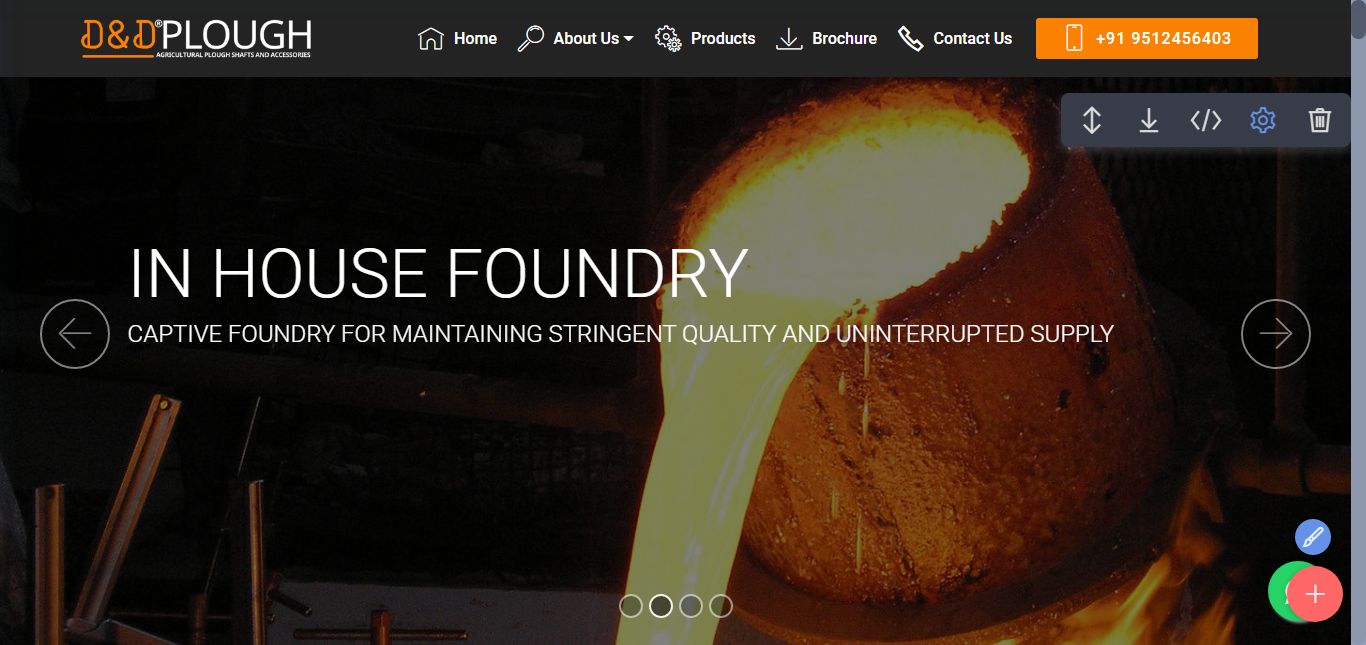 D&D®PLOUGH
AGRICULTURAL PLOUGH SHAFTS AND ACCESSORIES
Home About Us Products Brochure Contact Us +91 9512456403
IN HOUSE FOUNDRY
CAPTIVE FOUNDRY FOR MAINTAINING STRINGENT QUALITY AND UNINTERRUPTED SUPPLY